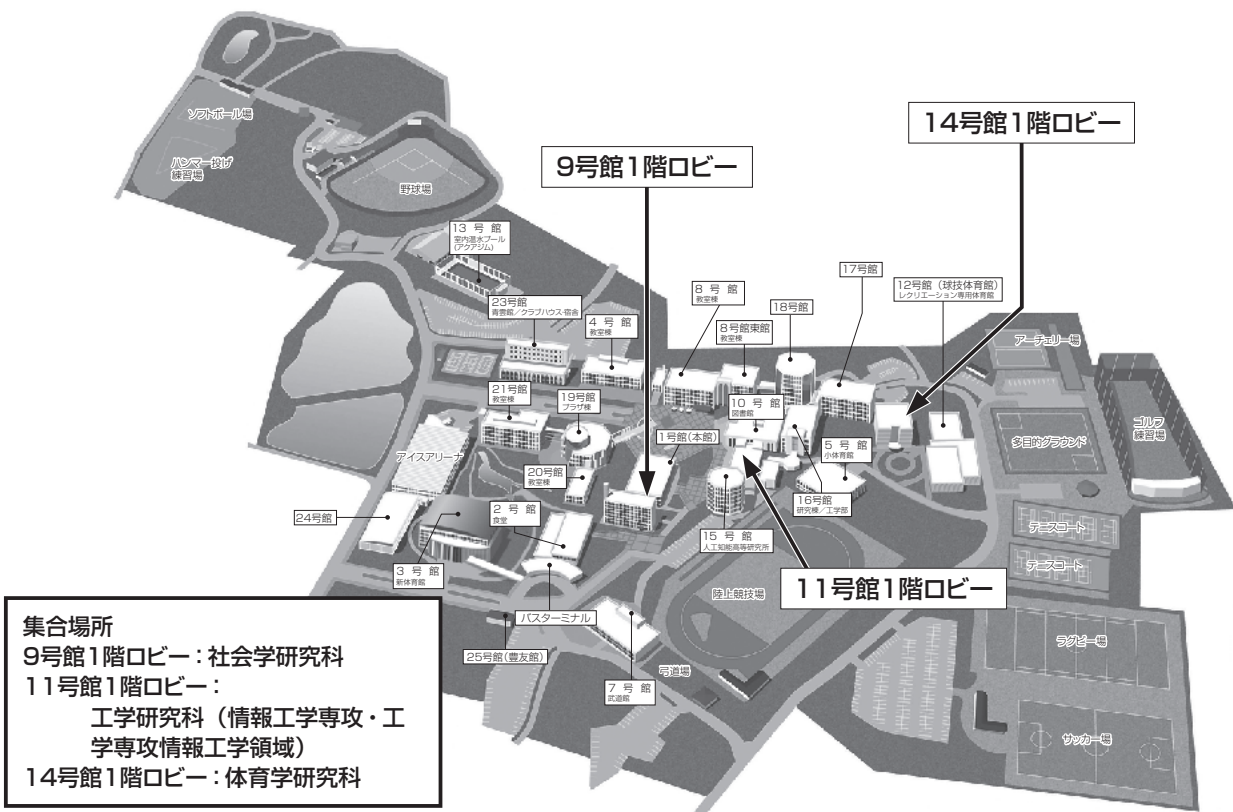 14号館1階ロビー
9号館1階ロビー
ソフトボール場
ハンマー投げ
練習場
野球場
13号館
室内温水プール
(アクアジム)
23号館
青雲館／クラブハウス・宿舎
4号館
教室棟
8号館
教室棟
8号館東館
教室棟
18号館
17号館
12号館（球技体育館）
レクリエーション専用体育館
アーチェリー場
21号館
教室棟
19号館
プラザ棟
1号館(本館)
10号館
図書館
5号館
小体育館
多目的グラウンド
ゴルフ
練習場
アイスアリーナ
20号館
教室棟
2号館
食堂
16号館
研究棟／工学部
24号館
15号館
人工知能高等研究所
テニスコート
テニスコート
3号館
新体育館
11号館1階ロビー
陸上競技場
バスターミナル
25号館(豊友館)
7号館
武道館
弓道場
ラグビー場
サッカー場
集合場所
9号館1階ロビー：社会学研究科
11号館1階ロビー：
工学研究科（情報工学専攻・工
学専攻情報工学領域）
14号館1階ロビー：体育学研究科